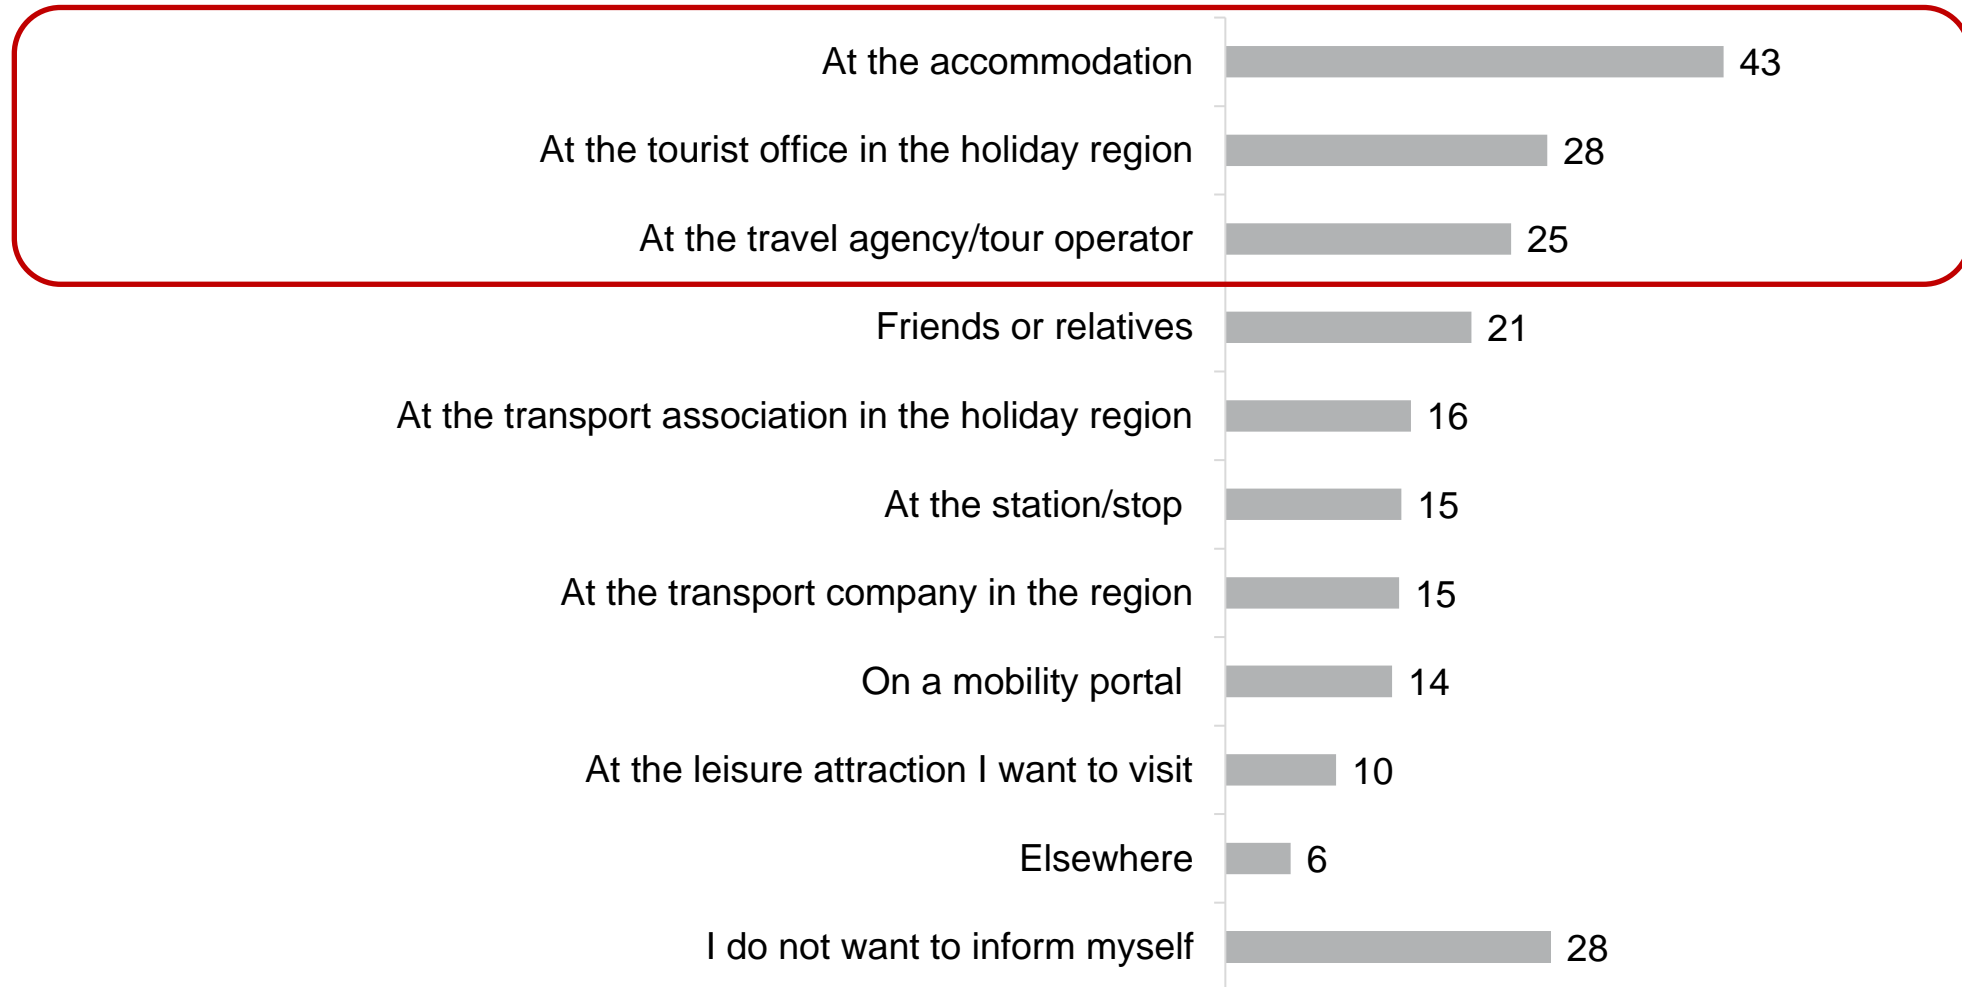 At the accommodation 43
At the tourist office in the holiday region 28
At the travel agency/tour operator 25
Friends or relatives 21
At the transport association in the holiday region 16
At the station/stop 15
At the transport company in the region 15
On a mobility portal 14
At the leisure attraction I want to visit 10
Elsewhere 6
I do not want to inform myself 28